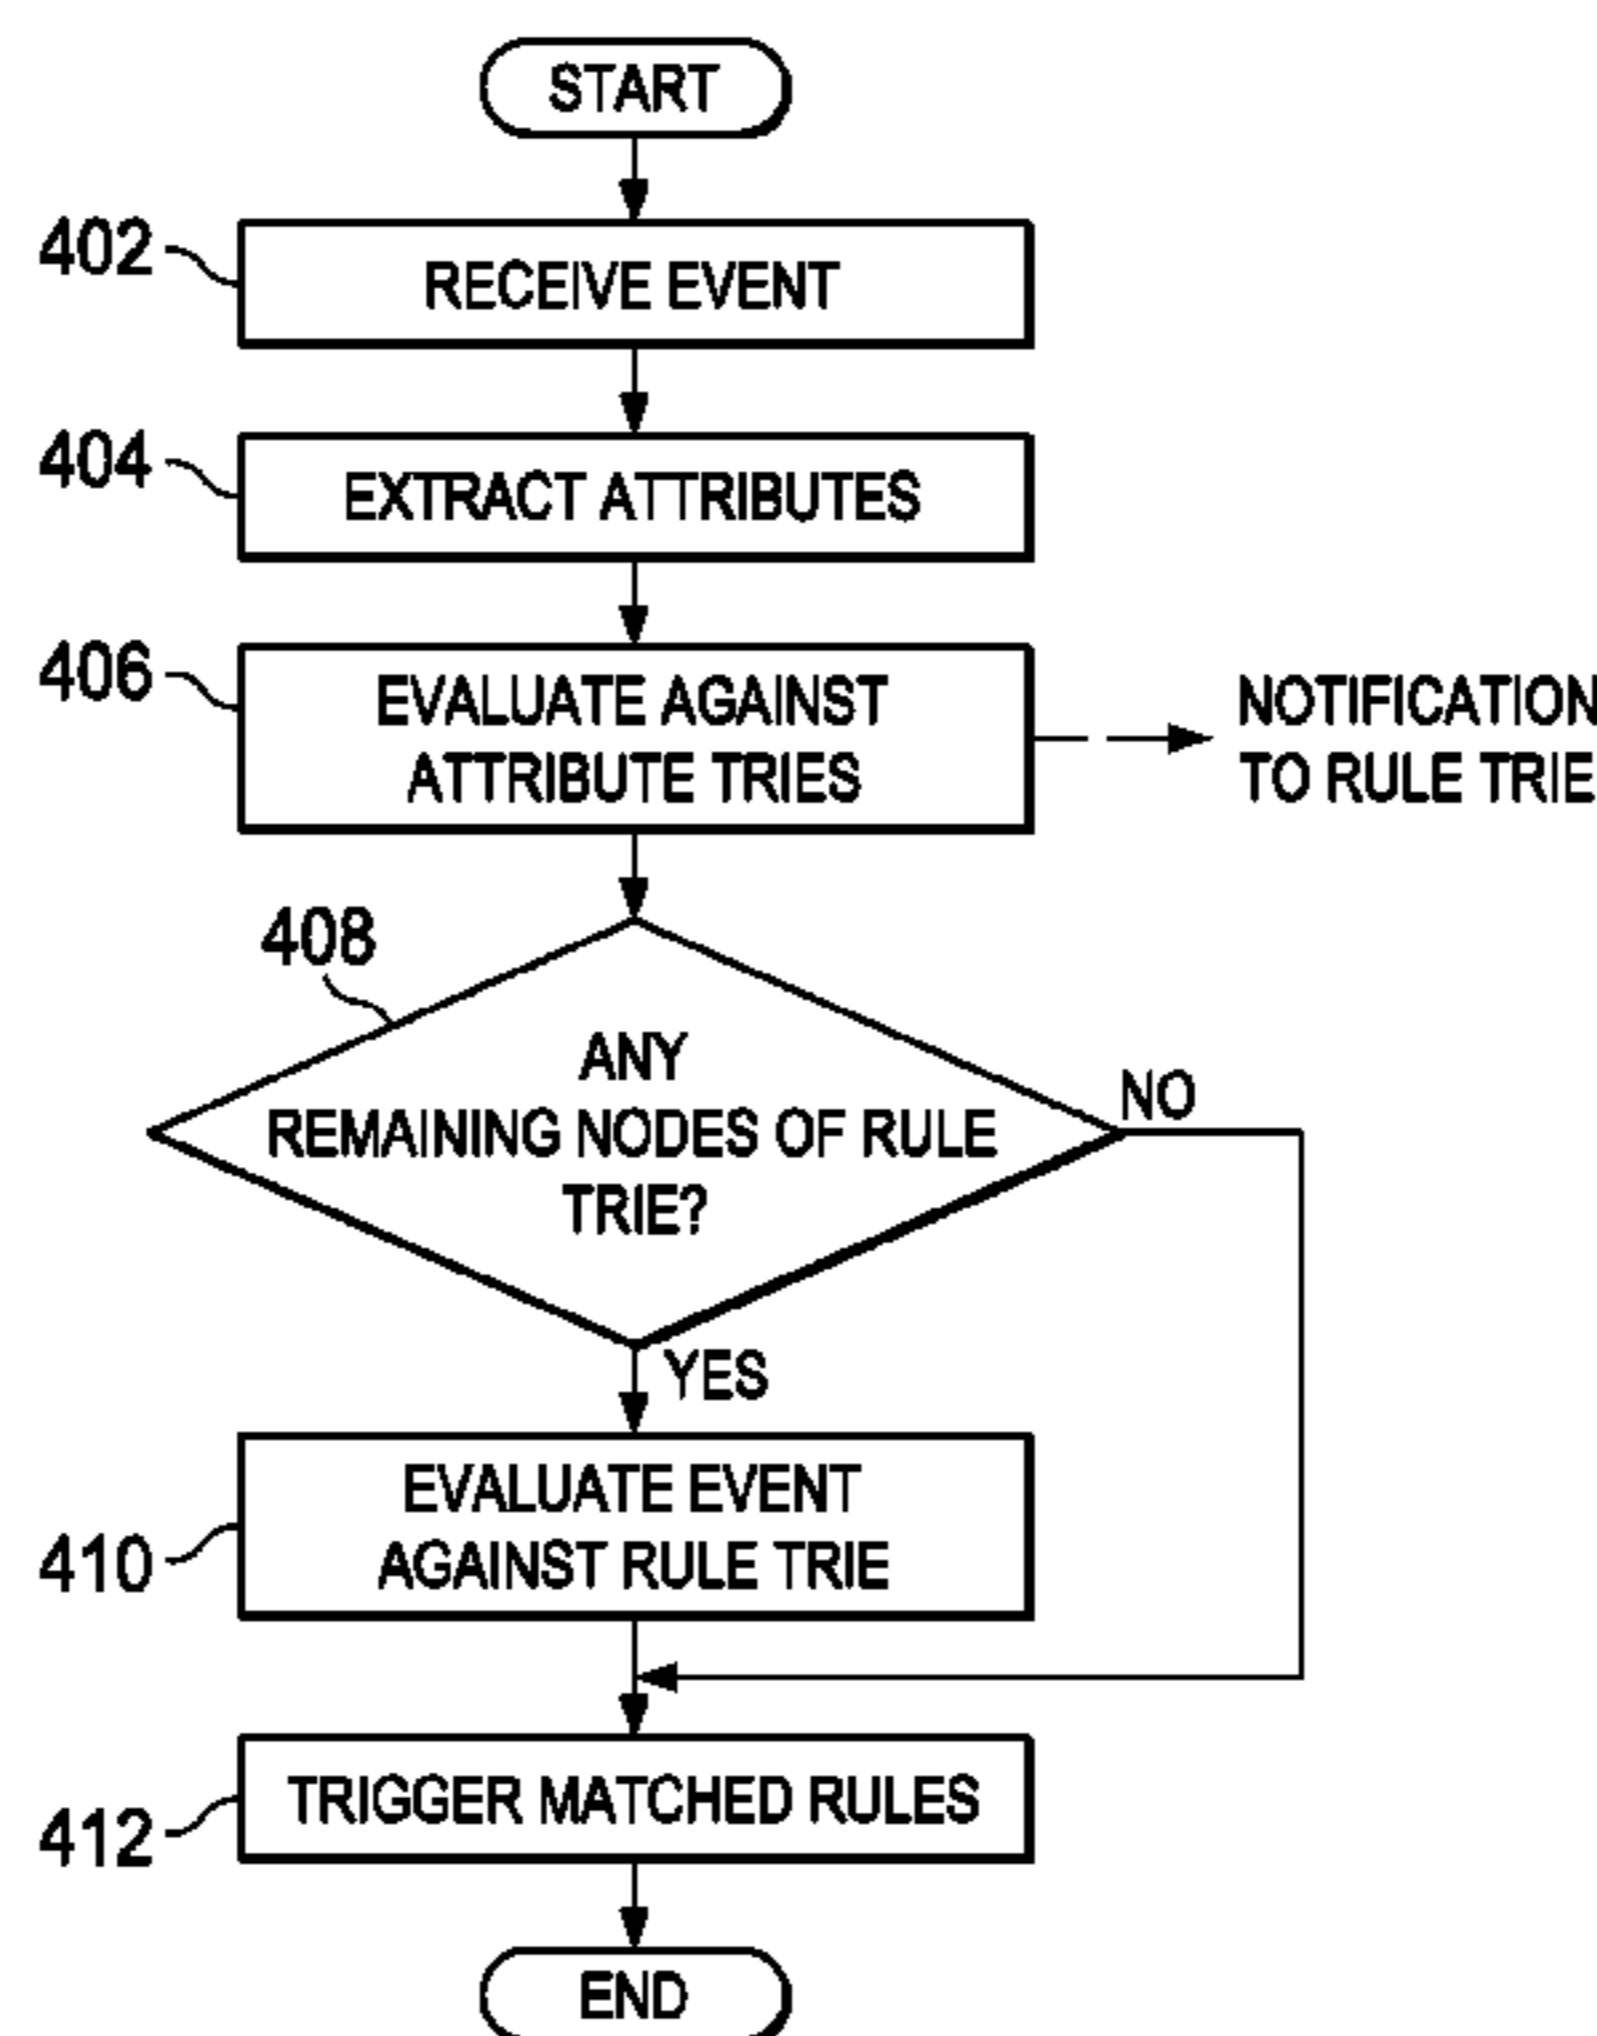 START
402
RECEIVE EVENT
404
EXTRACT ATTRIBUTES
406
EVALUATE AGAINST
ATTRIBUTE TRIES
NOTIFICATION
TO RULE TRIE
408
ANY
REMAINING NODES OF RULE
TRIE?
NO
YES
EVALUATE EVENT
AGAINST RULE TRIE
410
TRIGGER MATCHED RULES
412
END